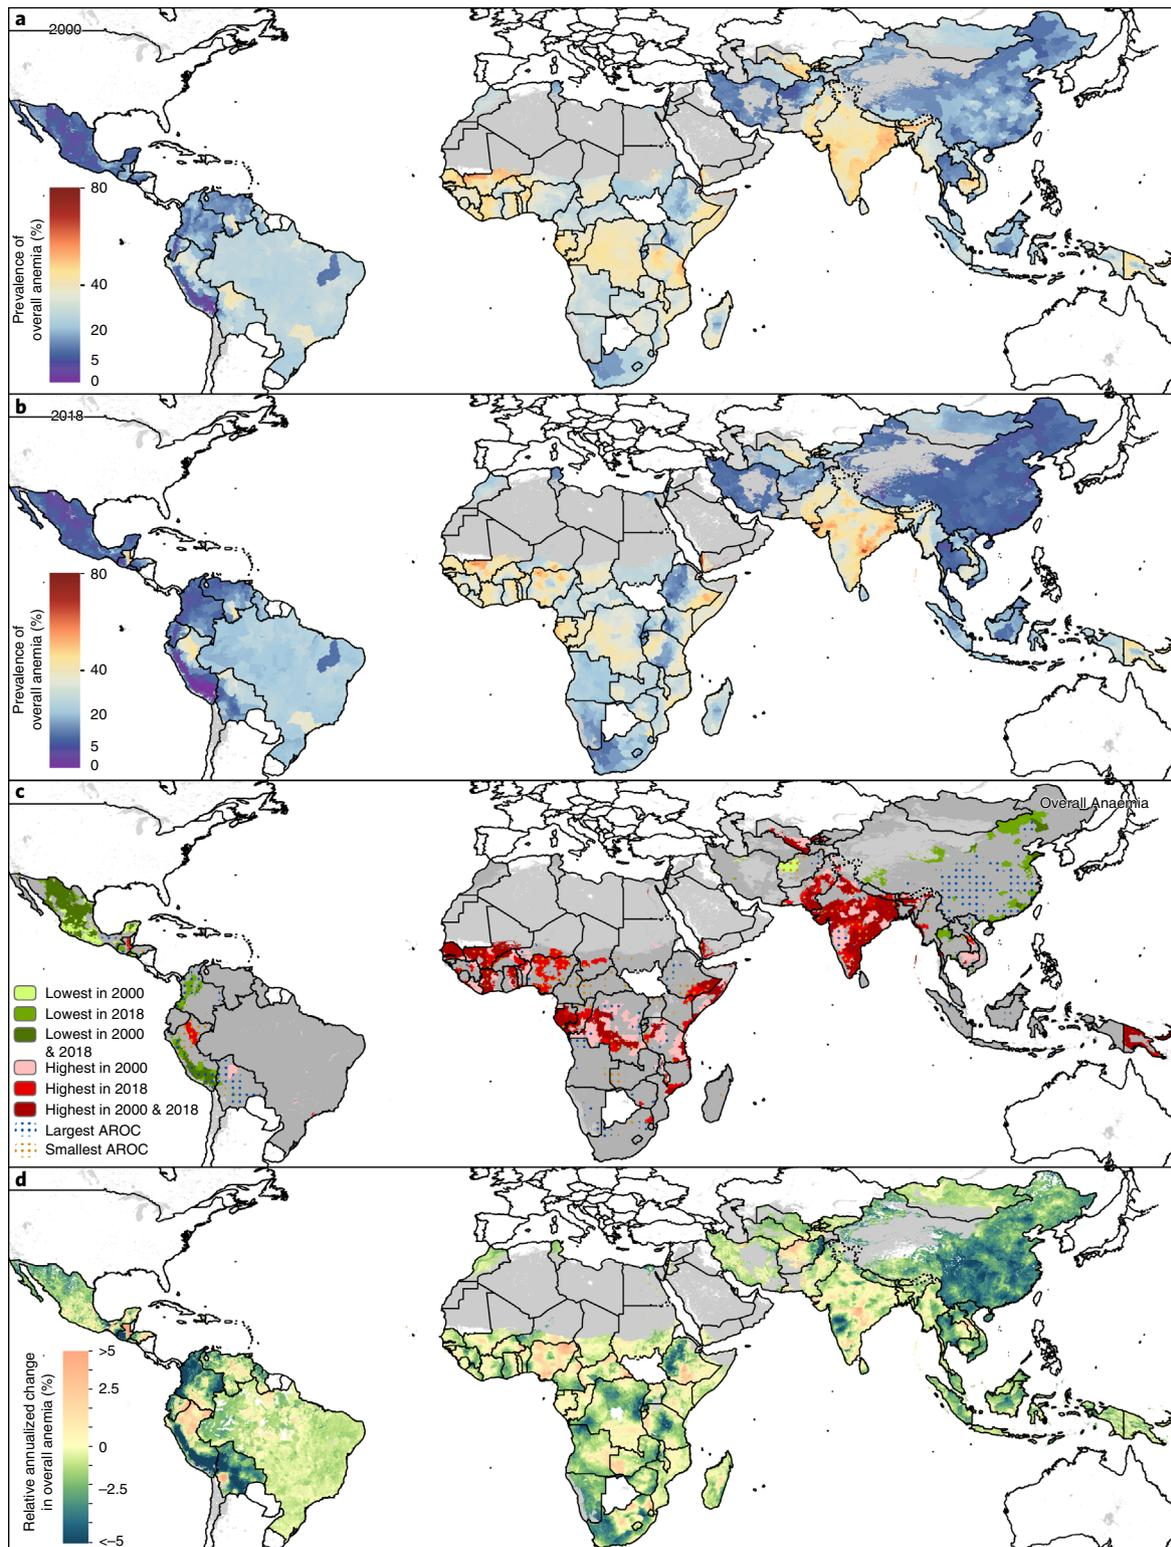 a
2000
80
40
20
5
0
Prevalence of
overall anemia (%)
b
2018
80
40
20
5
0
Prevalence of
overall anemia (%)
c
Overall Anaemia
Lowest in 2000
Lowest in 2018
Lowest in 2000
& 2018
Highest in 2000
Highest in 2018
Highest in 2000 & 2018
Largest AROC
Smallest AROC
d
>5
2.5
0
–2.5
<–5
Relative annualized change
in overall anemia (%)